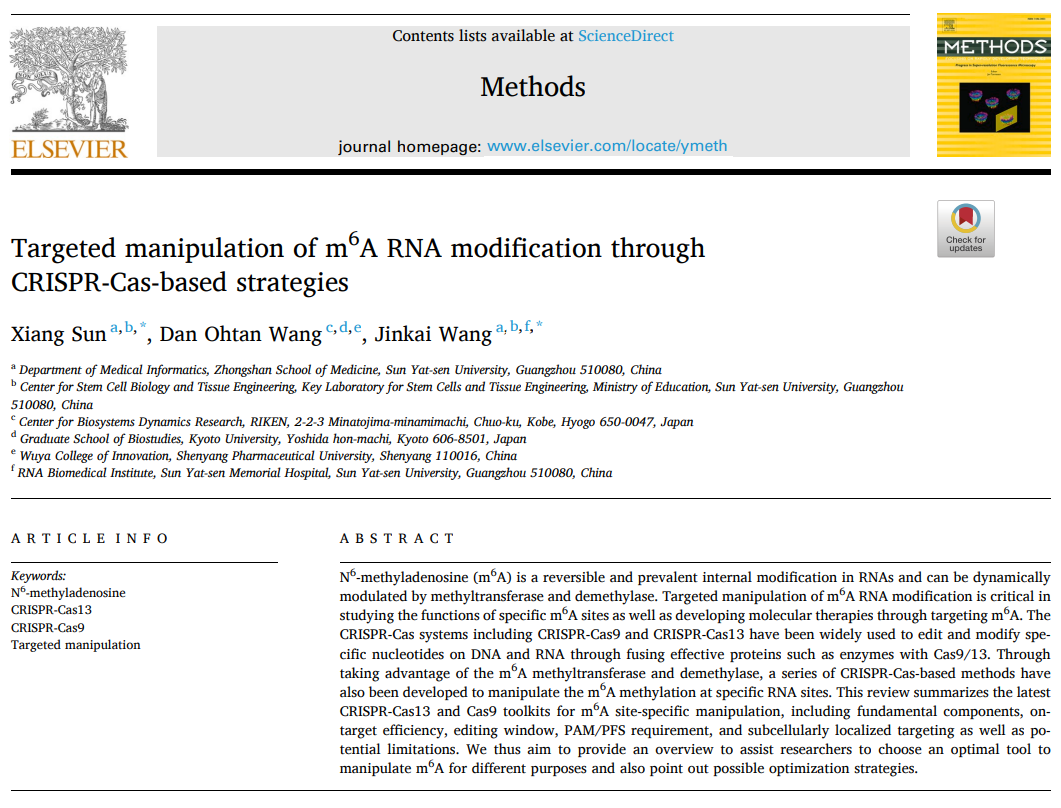 Contents lists available at ScienceDirect
Methods
journal homepage: www.elsevier.com/locate/ymeth
ELSEVIER
METHODS
Check for
updates
Targeted manipulation of m⁶A RNA modification through
CRISPR-Cas-based strategies
Xiang Sun a,b,*, Dan Ohtan Wang c,d,e, Jinkai Wang a,b,f,*
a Department of Medical Informatics, Zhongshan School of Medicine, Sun Yat-sen University, Guangzhou 510080, China
b Center for Stem Cell Biology and Tissue Engineering, Key Laboratory for Stem Cells and Tissue Engineering, Ministry of Education, Sun Yat-sen University, Guangzhou
510080, China
c Center for Biosystems Dynamics Research, RIKEN, 2-2-3 Minatojima-minamimachi, Chuo-ku, Kobe, Hyogo 650-0047, Japan
d Graduate School of Biostudies, Kyoto University, Yoshida hon-machi, Kyoto 606-8501, Japan
e Wuya College of Innovation, Shenyang Pharmaceutical University, Shenyang 110016, China
f RNA Biomedical Institute, Sun Yat-sen Memorial Hospital, Sun Yat-sen University, Guangzhou 510080, China
ARTICLE INFO
Keywords:
N⁶-methyladenosine
CRISPR-Cas13
CRISPR-Cas9
Targeted manipulation
ABSTRACT
N⁶-methyladenosine (m⁶A) is a reversible and prevalent internal modification in RNAs and can be dynamically
modulated by methyltransferase and demethylase. Targeted manipulation of m⁶A RNA modification is critical in
studying the functions of specific m⁶A sites as well as developing molecular therapies through targeting m⁶A. The
CRISPR-Cas systems including CRISPR-Cas9 and CRISPR-Cas13 have been widely used to edit and modify spe-
cific nucleotides on DNA and RNA through fusing effective proteins such as enzymes with Cas9/13. Through
taking advantage of the m⁶A methyltransferase and demethylase, a series of CRISPR-Cas-based methods have
also been developed to manipulate the m⁶A methylation at specific RNA sites. This review summarizes the latest
CRISPR-Cas13 and Cas9 toolkits for m⁶A site-specific manipulation, including fundamental components, on-
target efficiency, editing window, PAM/PFS requirement, and subcellularly localized targeting as well as po-
tential limitations. We thus aim to provide an overview to assist researchers to choose an optimal tool to
manipulate m⁶A for different purposes and also point out possible optimization strategies.